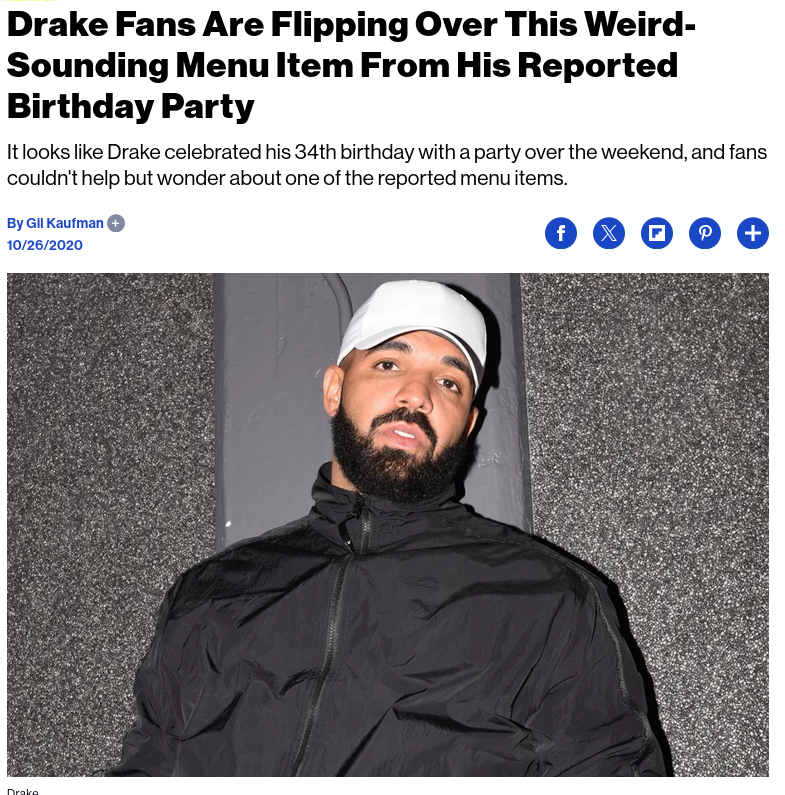 Drake Fans Are Flipping Over This Weird-
Sounding Menu Item From His Reported
Birthday Party
It looks like Drake celebrated his 34th birthday with a party over the weekend, and fans
couldn't help but wonder about one of the reported menu items.
By Gil Kaufman
10/26/2020
Drake